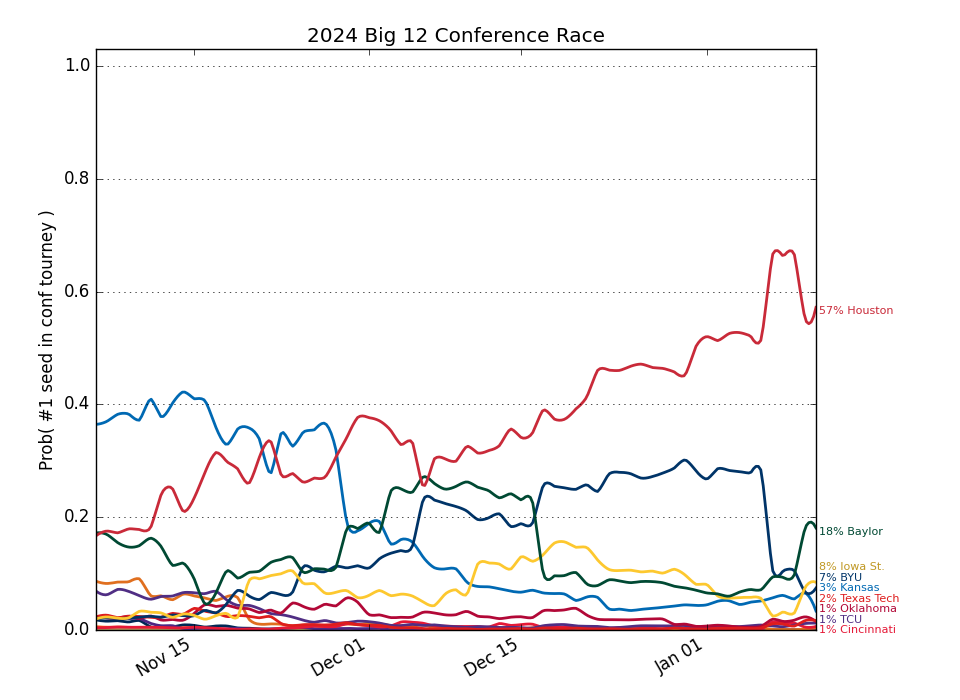 2024 Big 12 Conference Race
Prob( #1 seed in conf tourney )
1.0
0.8
0.6
0.4
0.2
0.0
Nov 15
Dec 01
Dec 15
Jan 01
57% Houston
18% Baylor
8% Iowa St.
7% BYU
3% Kansas
2% Texas Tech
1% Oklahoma
1% TCU
1% Cincinnati